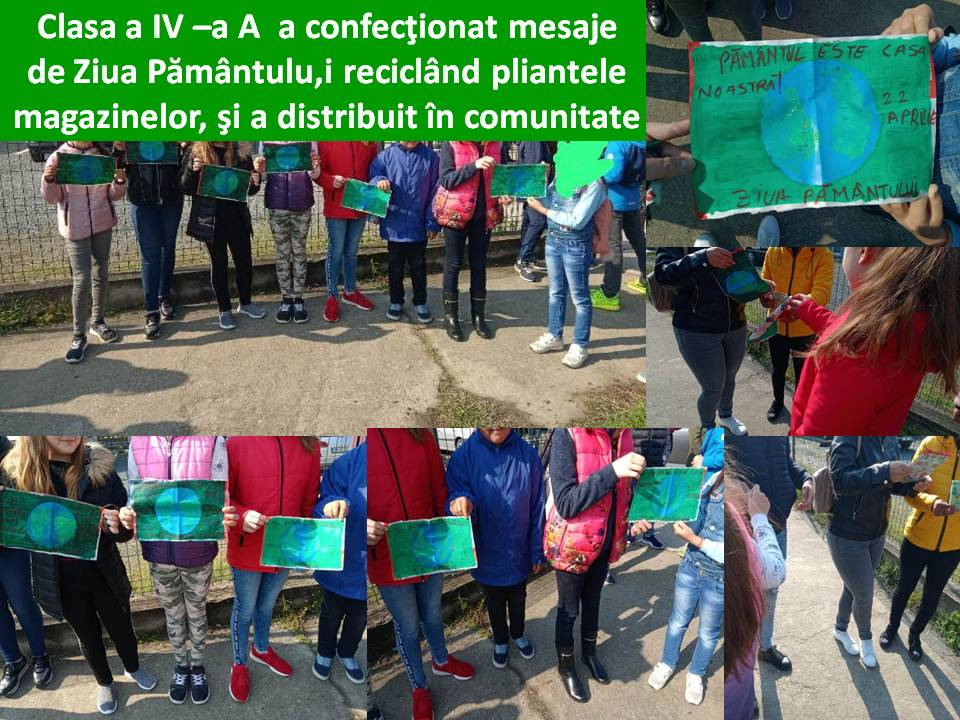 Clasa a IV –a A  a confecţionat mesaje
de Ziua Pământulu,i reciclând pliantele
magazinelor, şi a distribuit în comunitate
PĂMÂNTUL ESTE CASA
NOASTRĂ!
22
APRILIE
ZIUA PĂMÂNTULUI